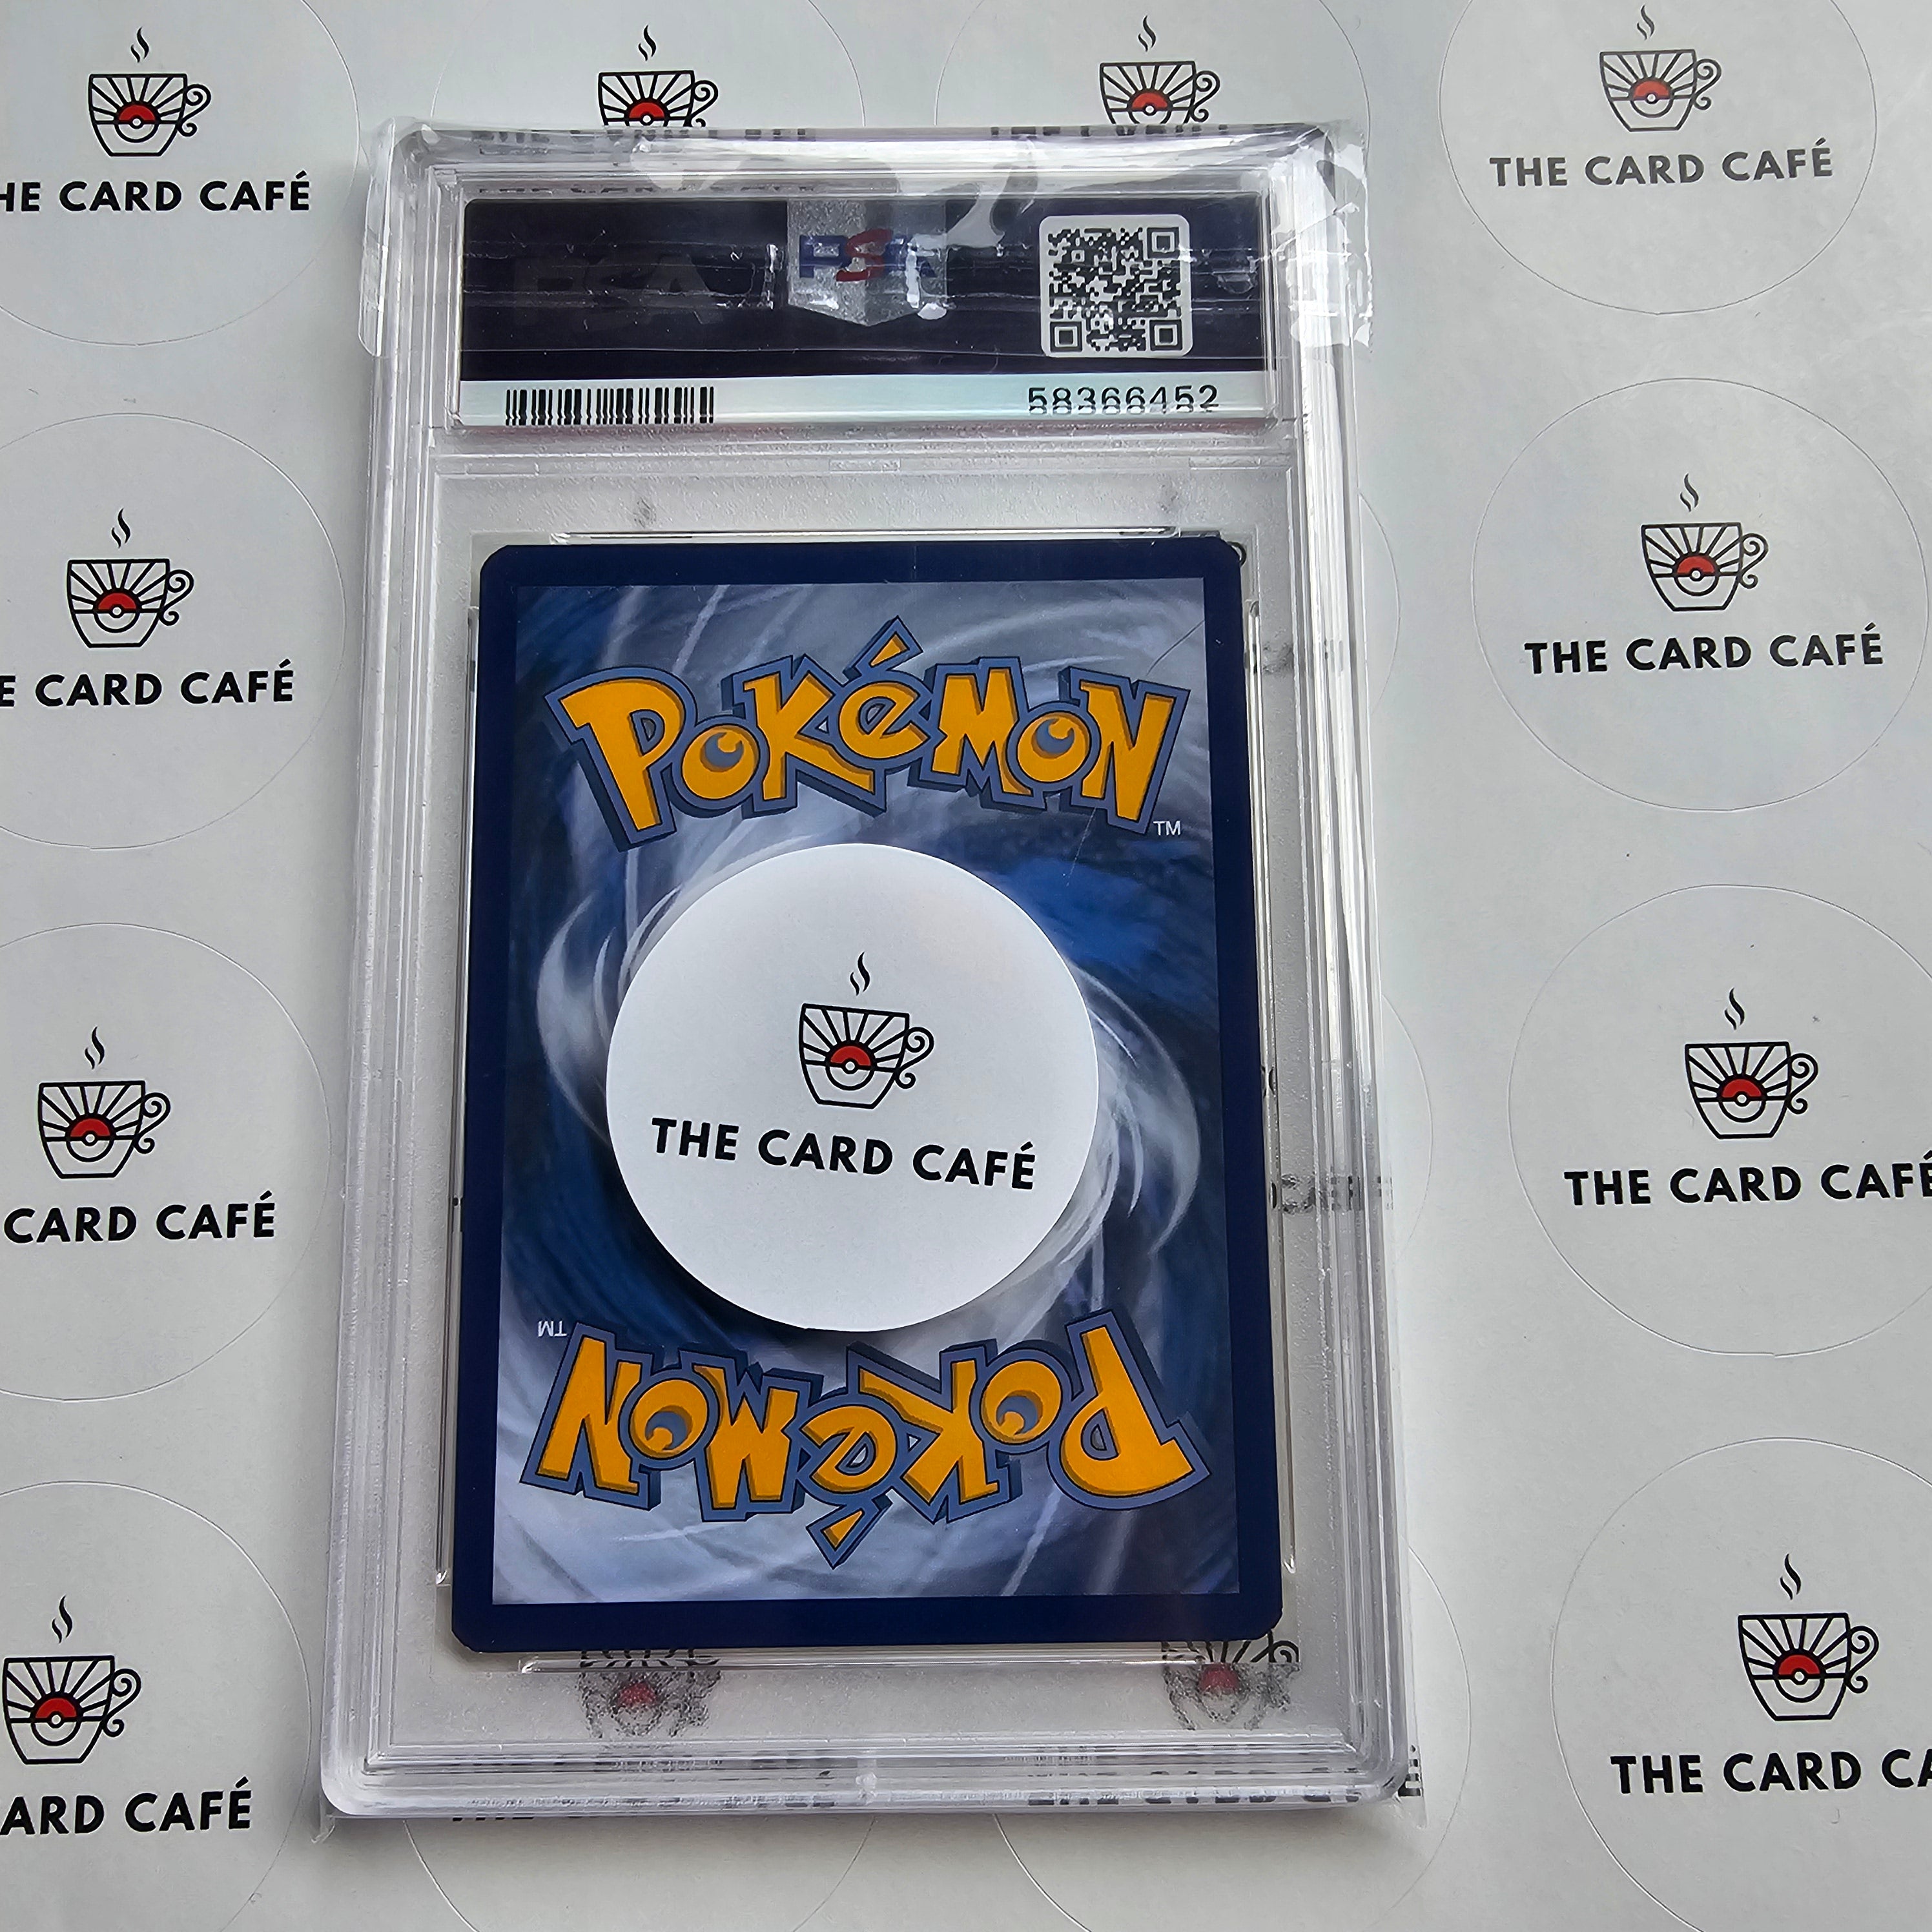 THE CARD CAFÉ
HE CARD CAFÉ
PSA
58366452
Pokémon
TM
E CARD CAFÉ
THE CARD CAFÉ
THE CARD CAFÉ
CARD CAFÉ
THE CARD CAFÉ
TM
Pokémon
ARD CAFÉ
THE CARD CA